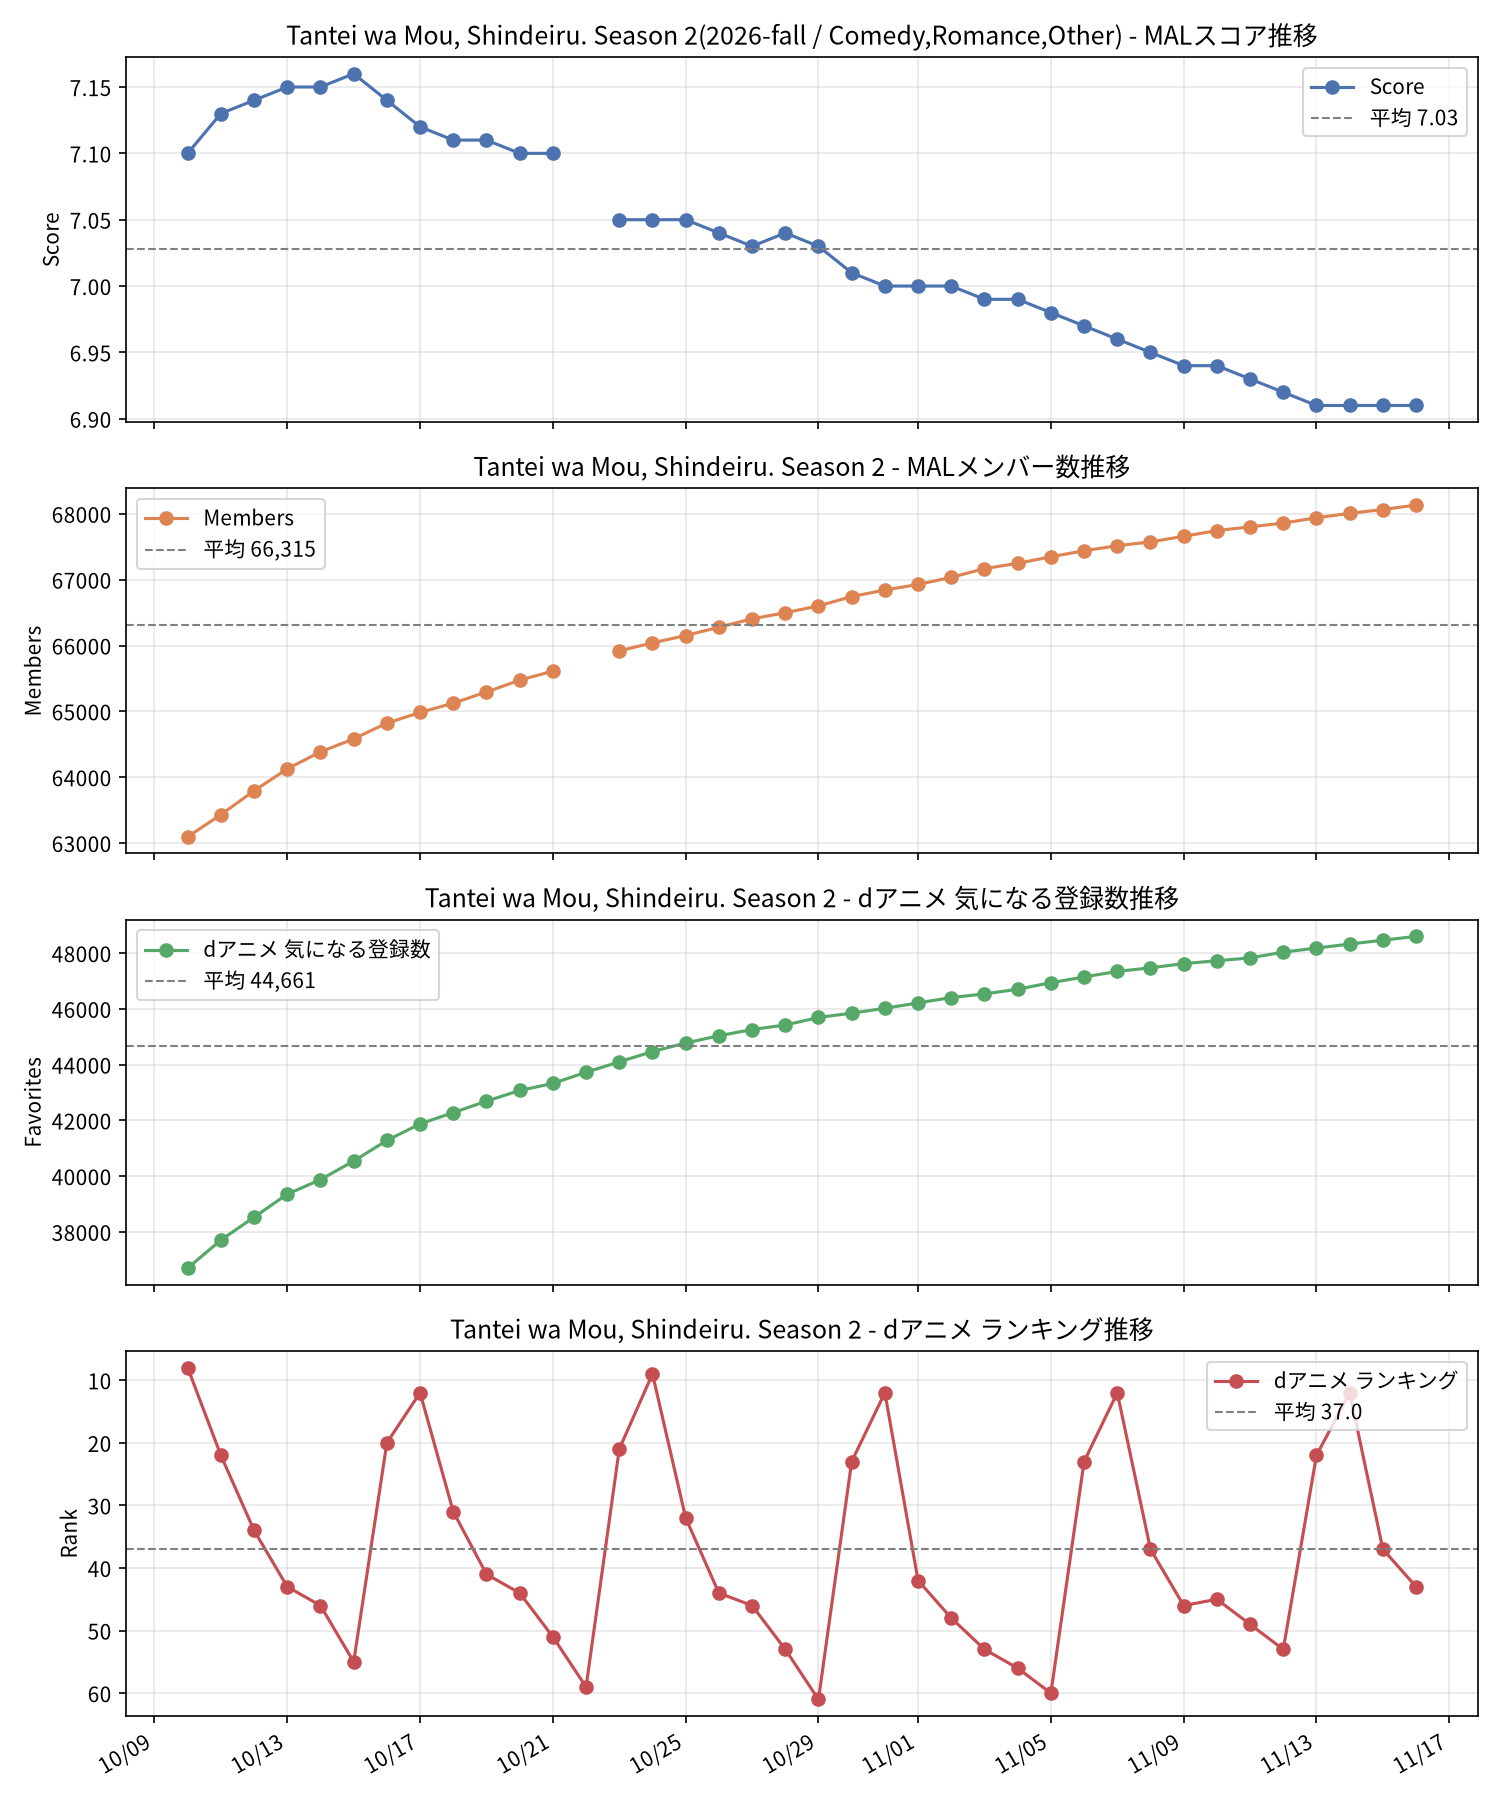 Tantei wa Mou, Shindeiru. Season 2(2026-fall / Comedy,Romance,Other) - MALスコア推移
Score
平均 7.03
7.15
7.10
7.05
7.00
6.95
6.90
Score
Tantei wa Mou, Shindeiru. Season 2 - MALメンバー数推移
Members
平均 66,315
68000
67000
66000
65000
64000
63000
Members
Tantei wa Mou, Shindeiru. Season 2 - dアニメ 気になる登録数推移
dアニメ 気になる登録数
平均 44,661
48000
46000
44000
42000
40000
38000
Favorites
Tantei wa Mou, Shindeiru. Season 2 - dアニメ ランキング推移
dアニメ ランキング
平均 37.0
10
20
30
40
50
60
Rank
10/09
10/13
10/17
10/21
10/25
10/29
11/01
11/05
11/09
11/13
11/17